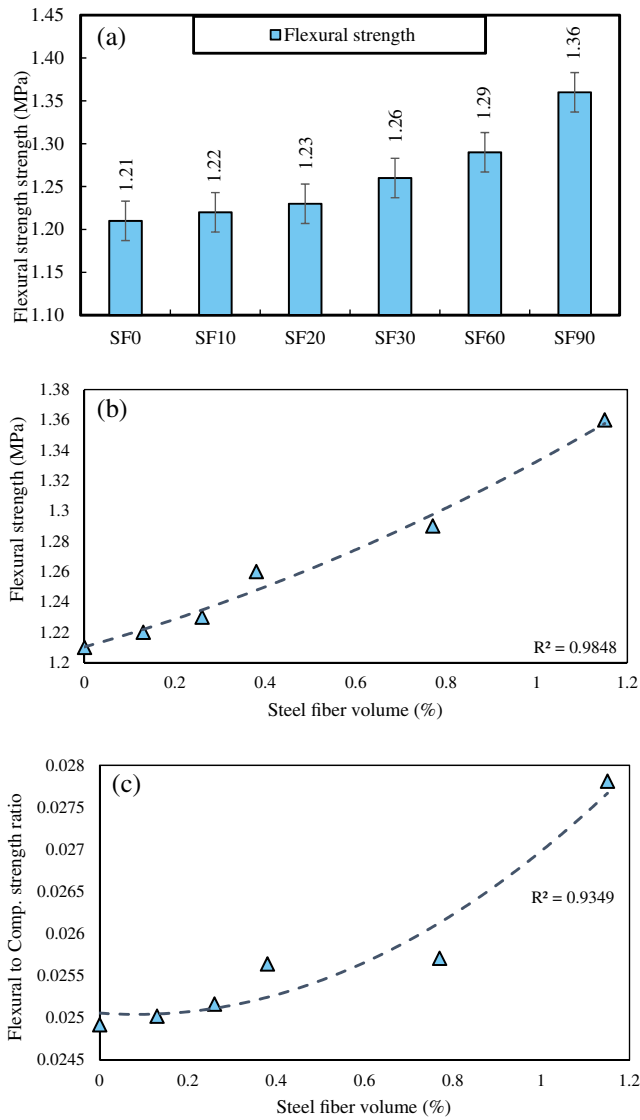 (a)
Flexural strength
Flexural strength strength (MPa)
1.45
1.40
1.35
1.30
1.25
1.20
1.15
1.10
1.21
1.22
1.23
1.26
1.29
1.36
SF0 SF10 SF20 SF30 SF60 SF90
(b)
Flexural strength (MPa)
1.38
1.36
1.34
1.32
1.3
1.28
1.26
1.24
1.22
1.2
R² = 0.9848
0 0.2 0.4 0.6 0.8 1 1.2
Steel fiber volume (%)
(c)
Flexural to Comp. strength ratio
0.028
0.0275
0.027
0.0265
0.026
0.0255
0.025
0.0245
R² = 0.9349
0 0.2 0.4 0.6 0.8 1 1.2
Steel fiber volume (%)